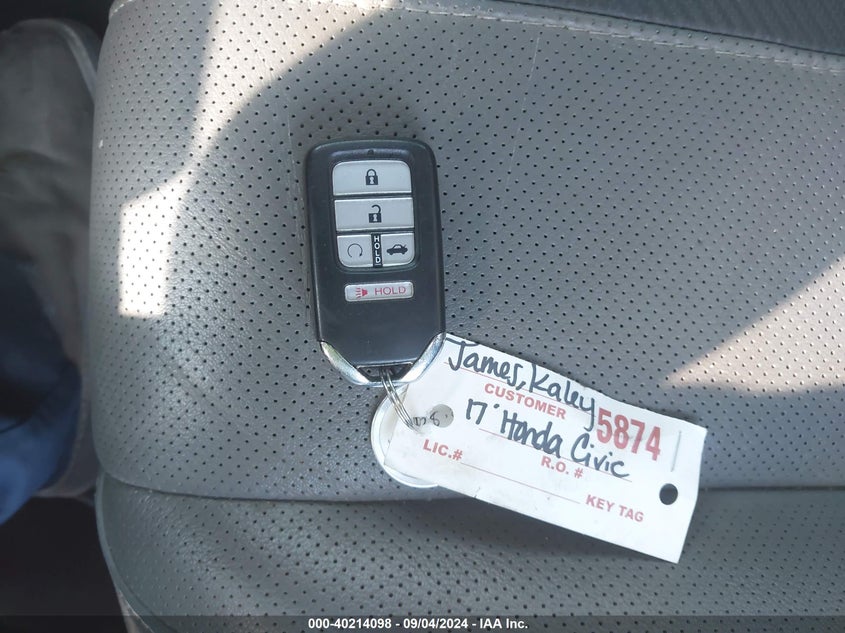 HOLD
HOLD
James, Kaley
CUSTOMER
5874
17' Honda Civic
LIC.#
R.O. #
KEY TAG
000-40214098 - 09/04/2024 - IAA Inc.